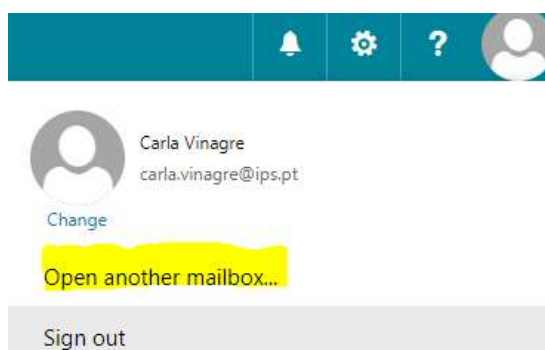 ?
Carla Vinagre
carla.vinagre@ips.pt
Change
Open another mailbox...
Sign out